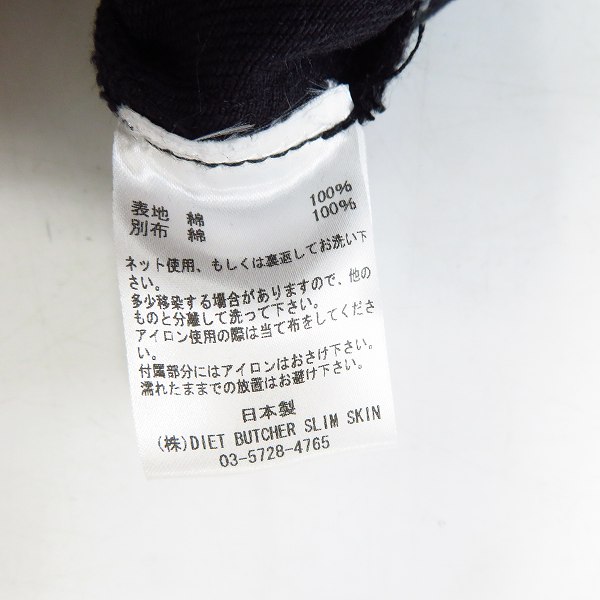 表地 綿 100%
別布 綿 100%
ネット使用、もしくは裏返してお洗い下
さい。
多少移染する場合がありますので、他の
ものと分離して洗って下さい。
アイロン使用の際は当て布をしてくださ
い。
付属部分にはアイロンはおさけ下さい。
濡れたままでの放置はお避け下さい。
日本製
(株)DIET BUTCHER SLIM SKIN
03-5728-4765